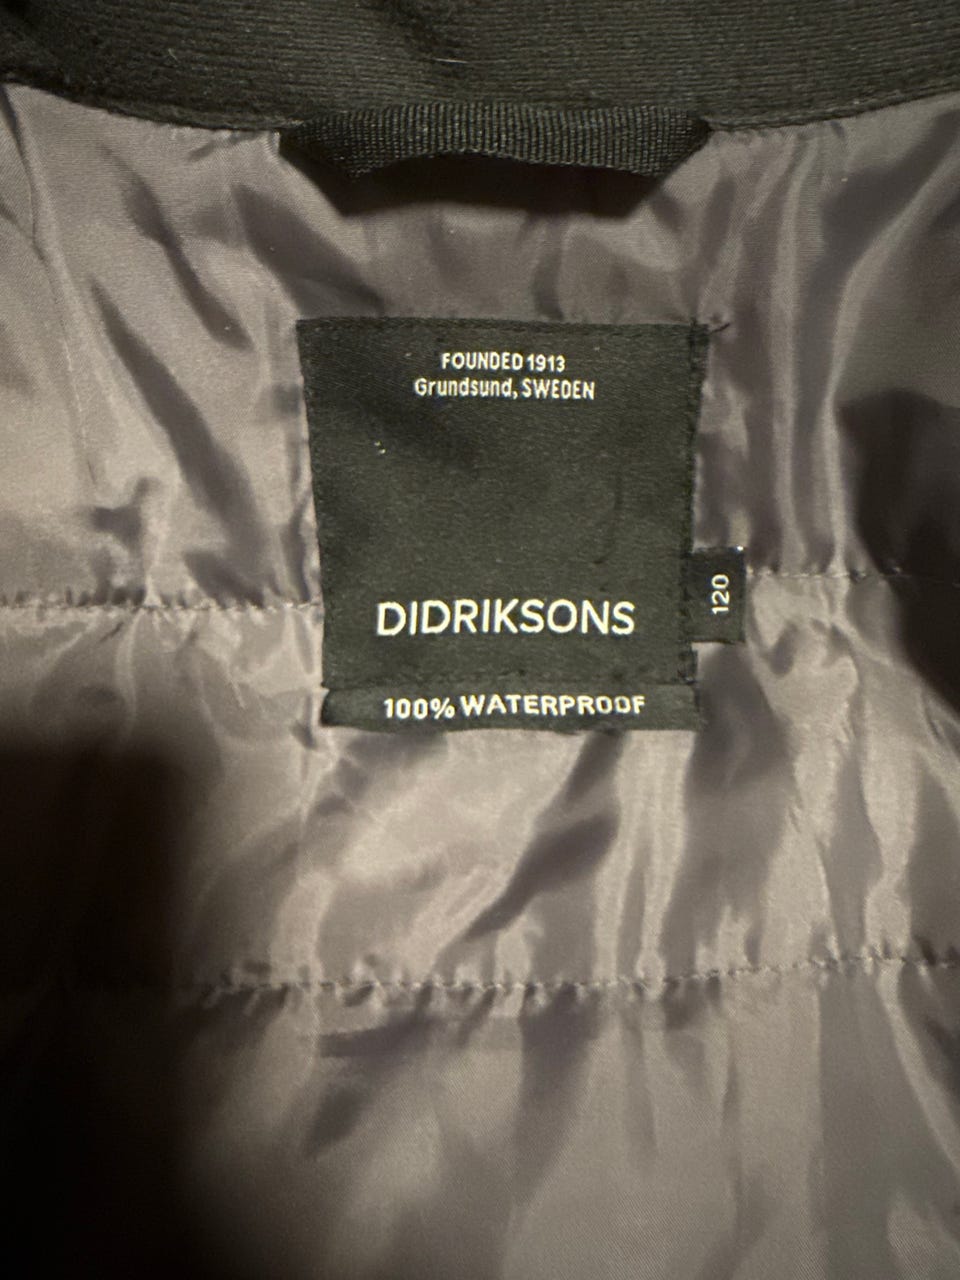 FOUNDED 1913
Grundsund, SWEDEN
DIDRIKSONS
120
100% WATERPROOF